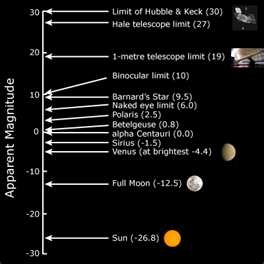 30
Limit of Hubble & Keck (30)
Hale telescope limit (27)
20
1-metre telescope limit (19)
Binocular limit (10)
10
Barnard's Star (9.5)
Naked eye limit (6.0)
Polaris (2.5)
Betelgeuse (0.8)
0
alpha Centauri (0.0)
Sirius (-1.5)
Venus (at brightest -4.4)
-10
Full Moon (-12.5)
-20
Sun (-26.8)
-30
Apparent Magnitude